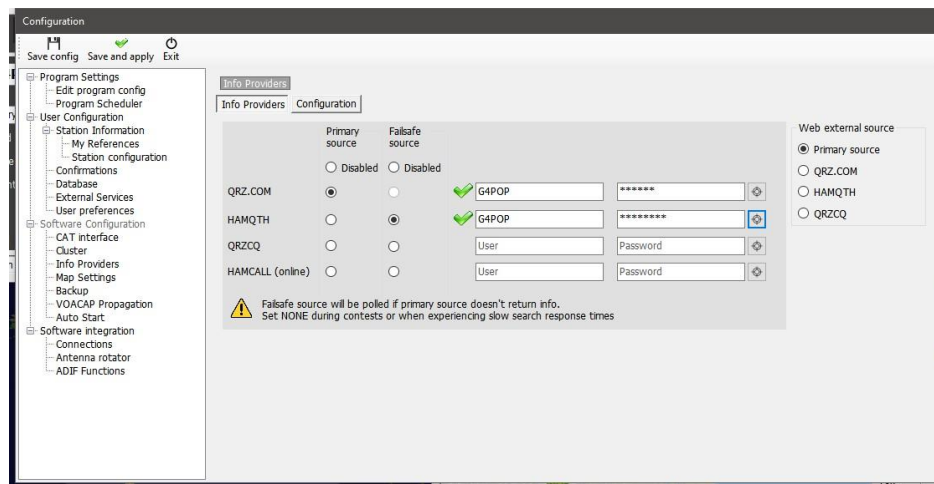 Configuration
Save config Save and apply Exit
Program Settings
Edit program config
Program Scheduler
User Configuration
Station Information
My References
Station configuration
Confirmations
Database
External Services
User preferences
Software Configuration
CAT interface
Cluster
Info Providers
Map Settings
Backup
VOACAP Propagation
Auto Start
Software integration
Connections
Antenna rotator
ADIF Functions
Info Providers
Info Providers Configuration
Primary source Failsafe source
Disabled Disabled
QRZ.COM G4POP ******
HAMQTH G4POP ********
QRZCQ User Password
HAMCALL (online) User Password
Failsafe source will be polled if primary source doesn't return info.
Set NONE during contests or when experiencing slow search response times
Web external source
Primary source
QRZ.COM
HAMQTH
QRZCQ